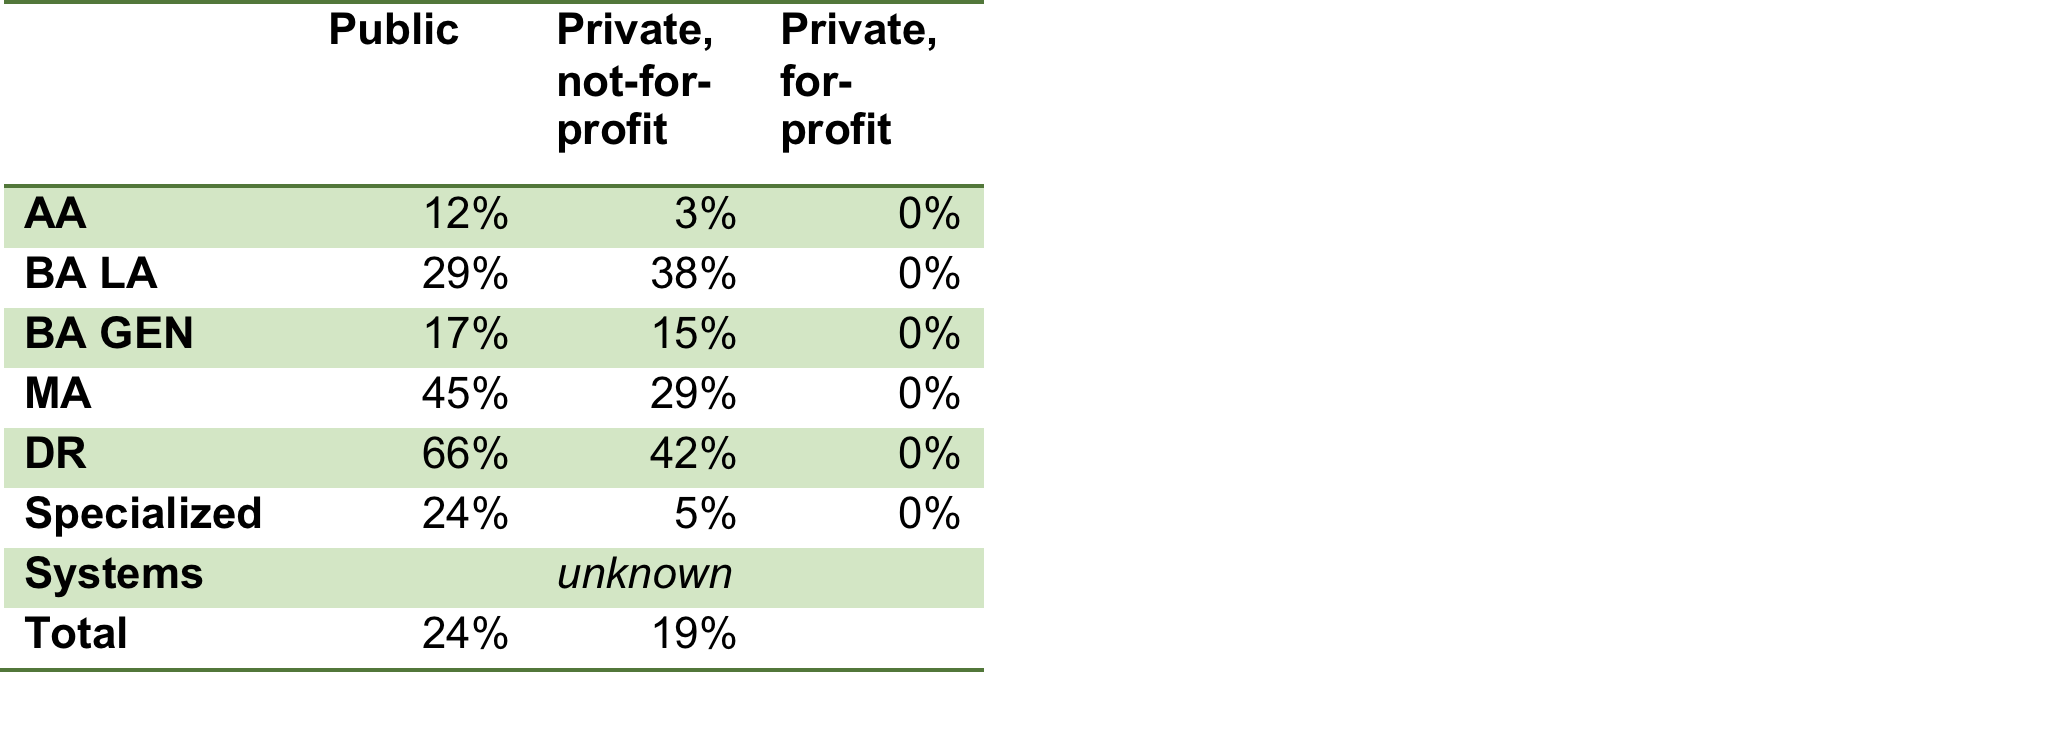 Public Private, Private,
not-for- for-
profit profit
AA 12% 3% 0%
BA LA 29% 38% 0%
BA GEN 17% 15% 0%
MA 45% 29% 0%
DR 66% 42% 0%
Specialized 24% 5% 0%
Systems unknown
Total 24% 19%